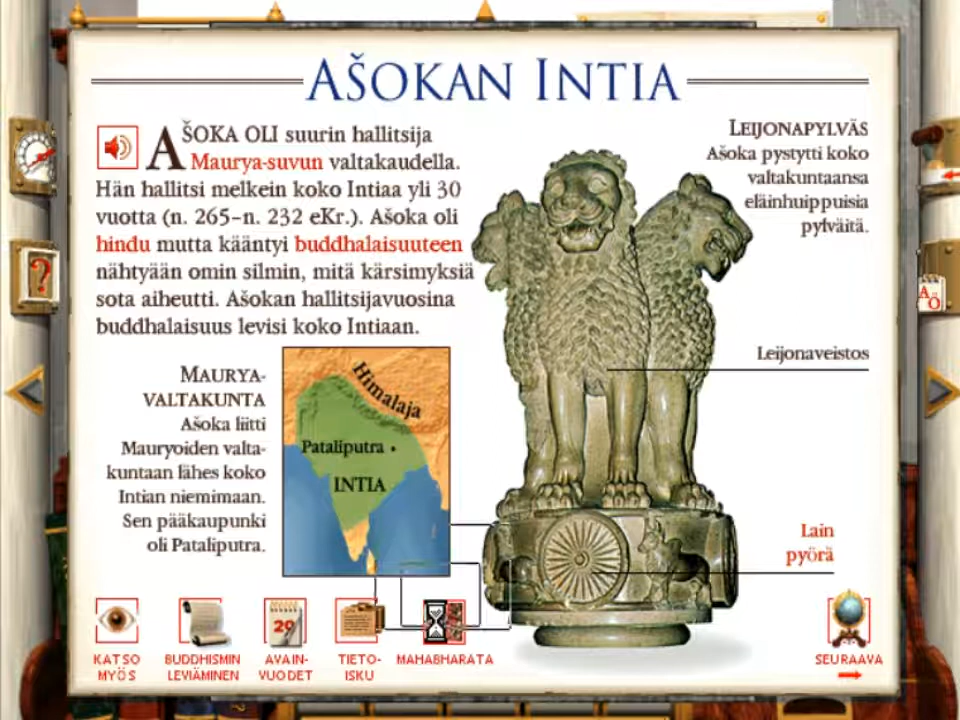 AŠOKAN INTIA
AŠOKA OLI suurin hallitsija
Maurya-suvun valtakaudella.
Hän hallitsi melkein koko Intiaa yli 30
vuotta (n. 265–n. 232 eKr.). Ašoka oli
hindu mutta kääntyi buddhalaisuuteen
nähtyään omin silmin, mitä kärsimyksiä
sota aiheutti. Ašokan hallitsijavuosina
buddhalaisuus levisi koko Intiaan.
LEIJONAPYLVÄS
Ašoka pystytti koko
valtakuntaansa
eläinhuippuisia
pylväitä.
Leijonaveistos
MAURYA-
VALTAKUNTA
Ašoka liitti
Mauryoiden valta-
kuntaan lähes koko
Intian niemimaan.
Sen pääkaupunki
oli Pataliputra.
Himalaja
Pataliputra
INTIA
Lain
pyörä
?
A
Ö
29
KATSO
MYÖS
BUDDHISMIN
LEVIÄMINEN
AVAIN-
VUODET
TIETO-
ISKU
MAHABHARATA
SEURAAVA